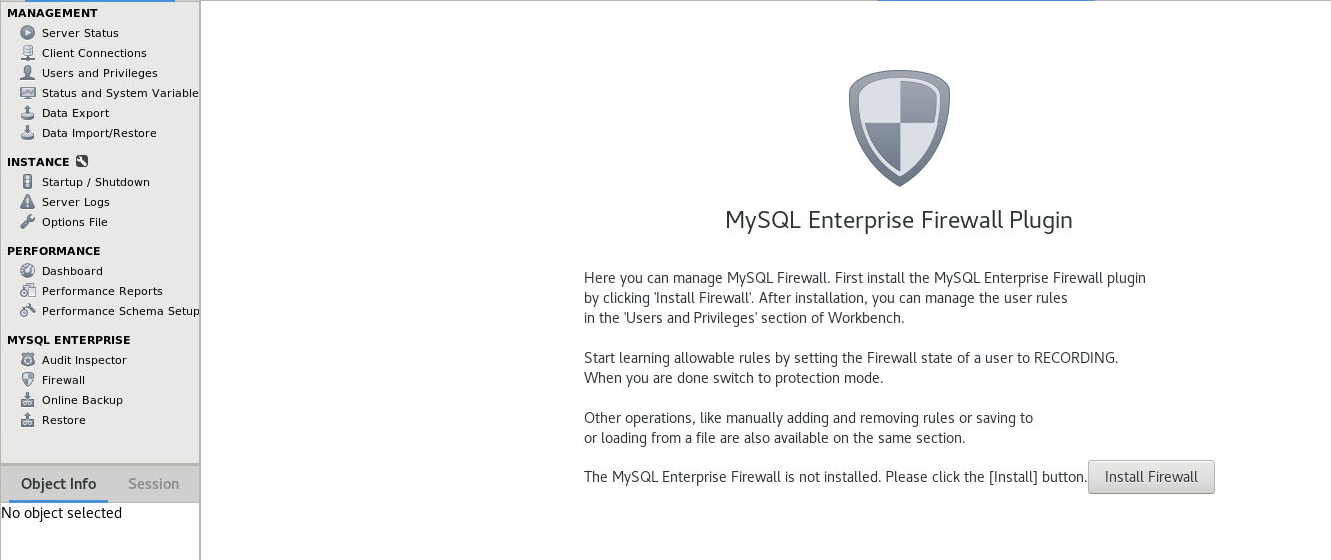 MANAGEMENT
Server Status
Client Connections
Users and Privileges
Status and System Variable
Data Export
Data Import/Restore
INSTANCE
Startup / Shutdown
Server Logs
Options File
PERFORMANCE
Dashboard
Performance Reports
Performance Schema Setup
MYSQL ENTERPRISE
Audit Inspector
Firewall
Online Backup
Restore
Object Info Session
No object selected
MySQL Enterprise Firewall Plugin
Here you can manage MySQL Firewall. First install the MySQL Enterprise Firewall plugin
by clicking 'Install Firewall'. After installation, you can manage the user rules
in the 'Users and Privileges' section of Workbench.
Start learning allowable rules by setting the Firewall state of a user to RECORDING.
When you are done switch to protection mode.
Other operations, like manually adding and removing rules or saving to
or loading from a file are also available on the same section.
The MySQL Enterprise Firewall is not installed. Please click the [Install] button. Install Firewall